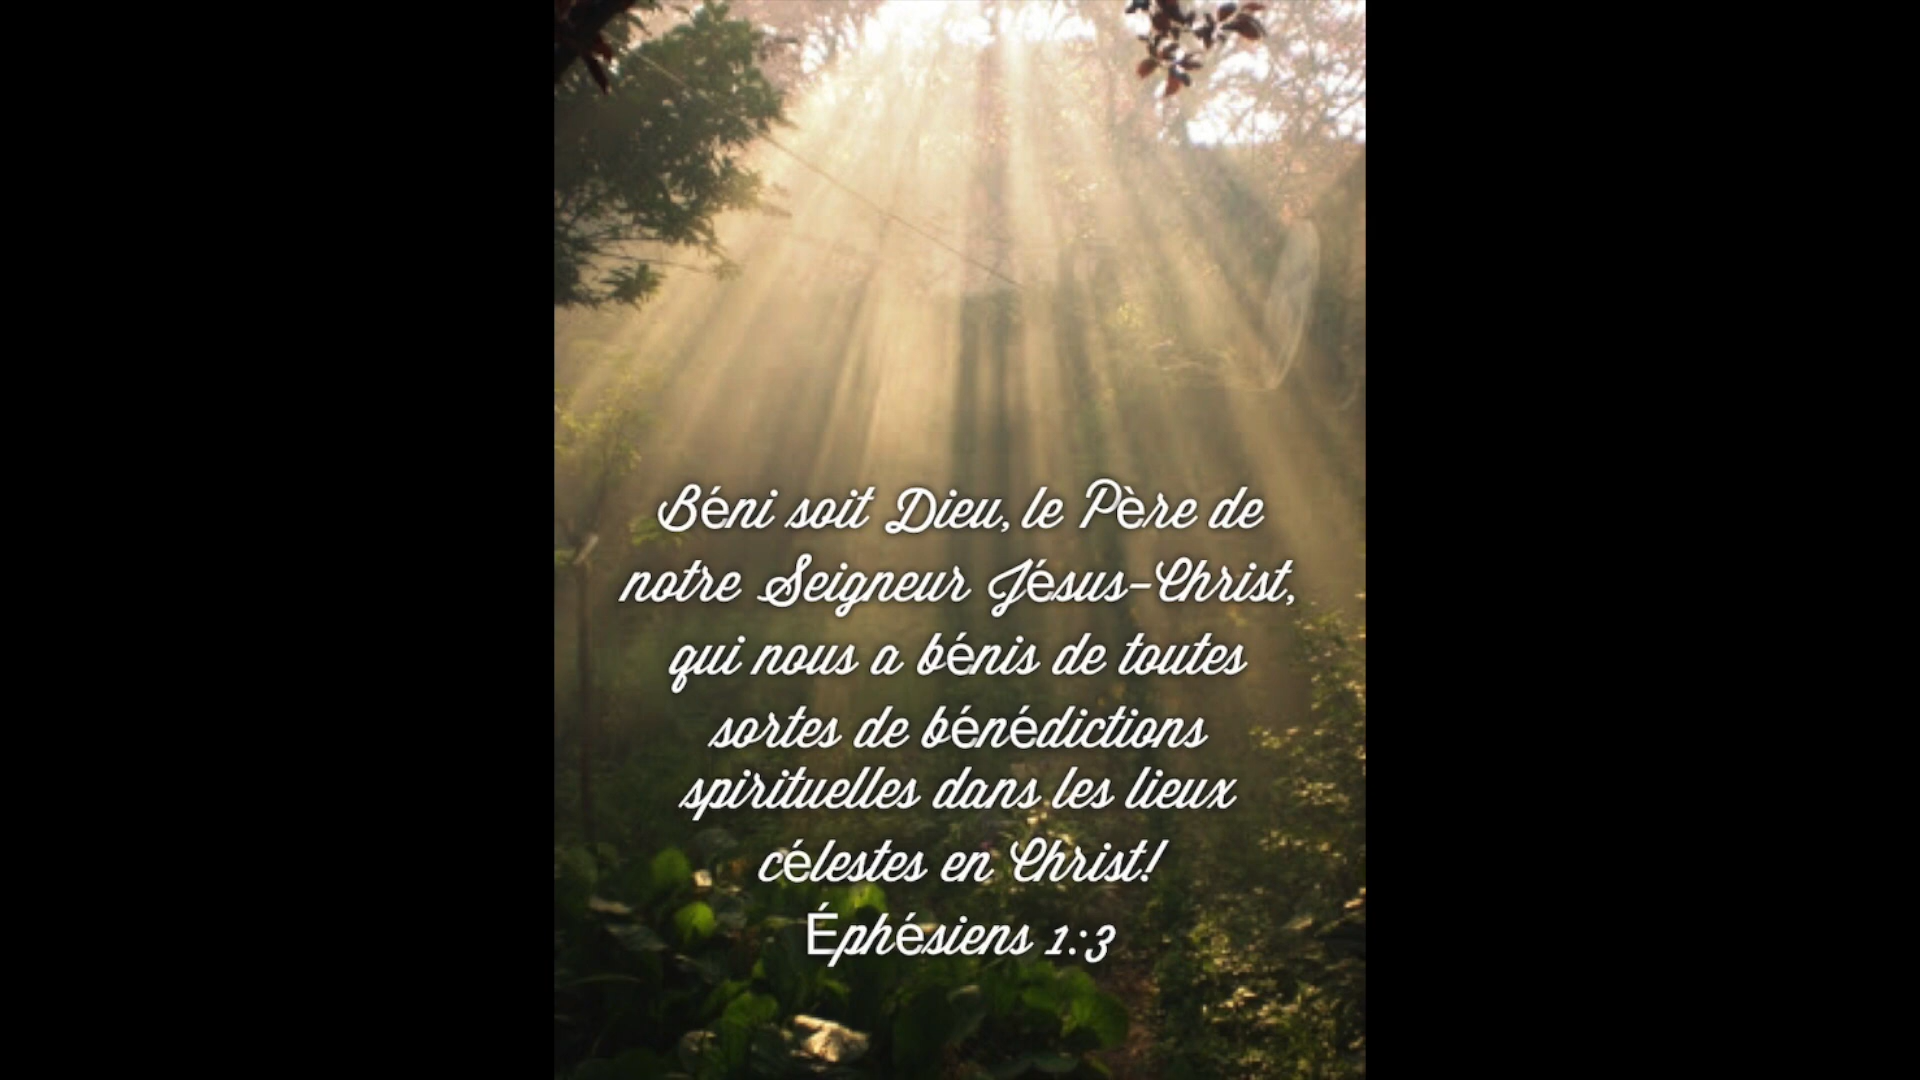 Béni soit Dieu, le Père de
notre Seigneur Jésus-Christ,
qui nous a bénis de toutes
sortes de bénédictions
spirituelles dans les lieux
célestes en Christ!
Éphésiens 1:3